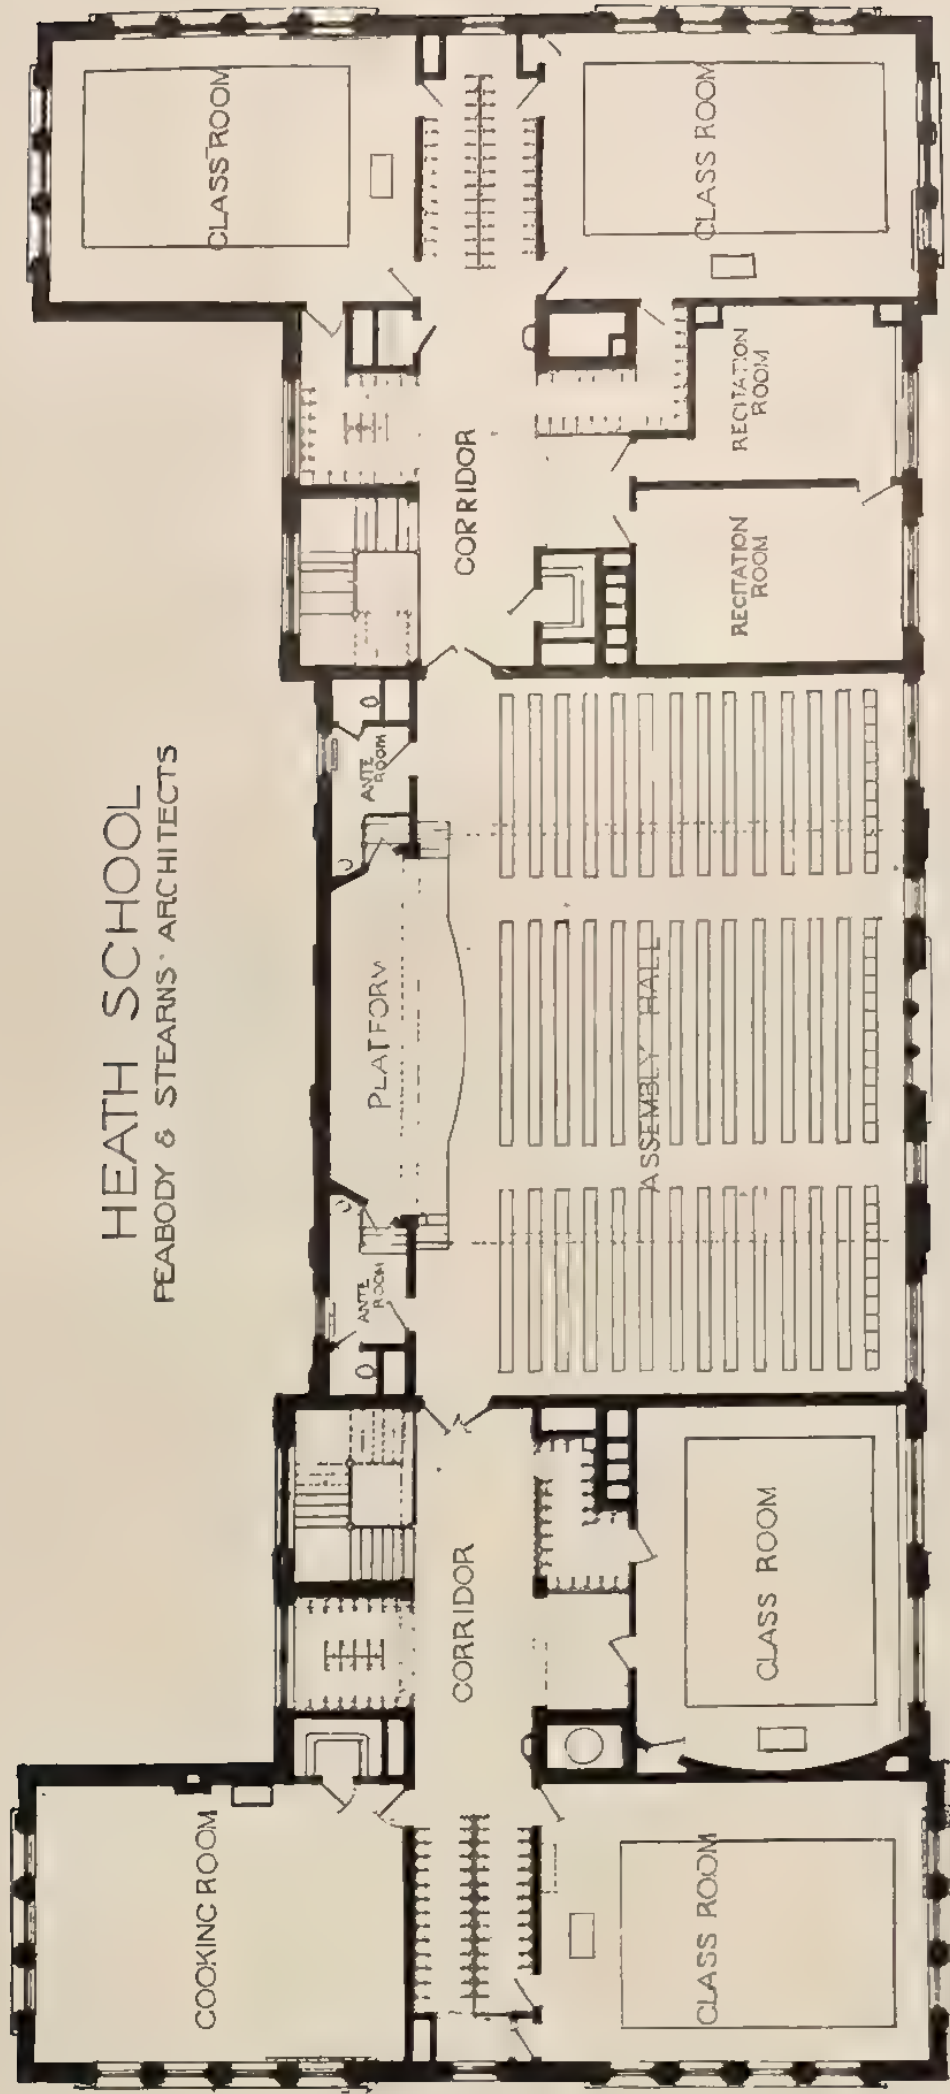 HEATH SCHOOL
PEABODY & STEARNS · ARCHITECTS
COOKING ROOM
CLASS ROOM
ANTE
ROOM
PLATFORM
ANTE
ROOM
CORRIDOR
CORRIDOR
ASSEMBLY HALL
CLASS ROOM
CLASS ROOM
RECITATION
ROOM
RECITATION
ROOM
CLASS ROOM